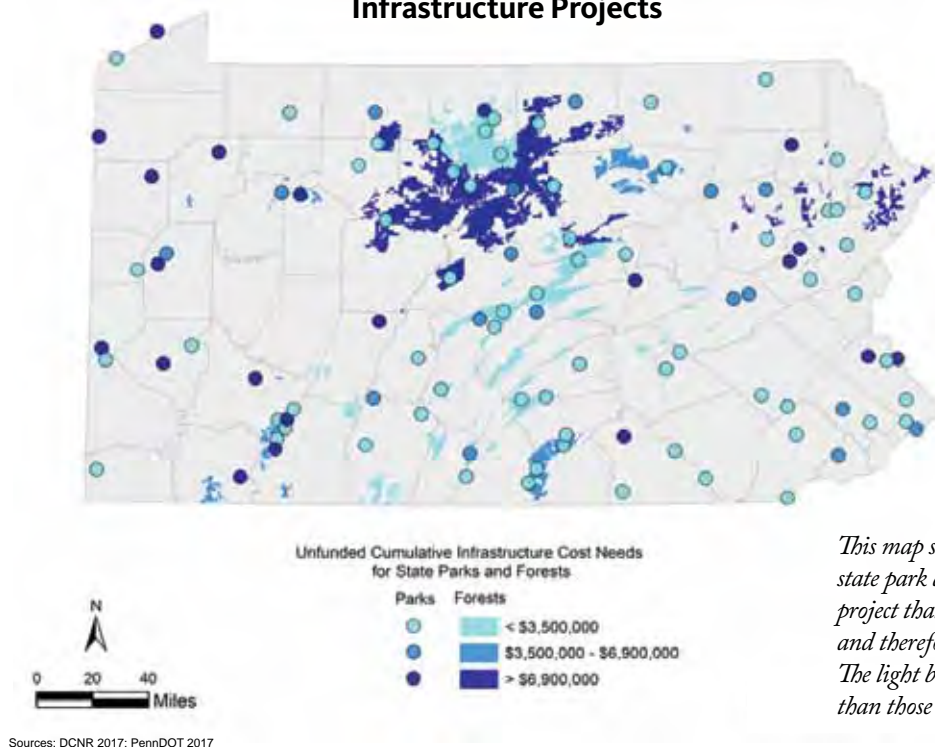 Infrastructure Projects
Unfunded Cumulative Infrastructure Cost Needs
for State Parks and Forests
Parks Forests
< $3,500,000
$3,500,000 - $6,900,000
> $6,900,000
N
0 20 40
Miles
This map s
state park
project tha
and therefo
The light b
than those
Sources: DCNR 2017; PennDOT 2017